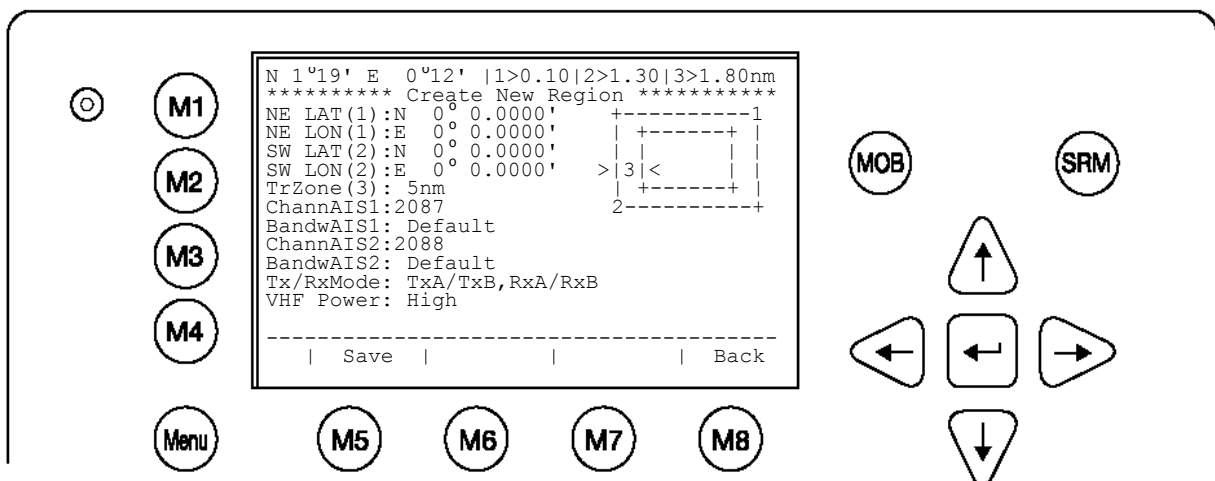 N 1°19' E 0°12' |1>0.10|2>1.30|3>1.80nm
********** Create New Region ***********
NE LAT(1):N 0° 0.0000' +-----------1
NE LON(1):E 0° 0.0000' | +------+ |
SW LAT(2):N 0° 0.0000' | | | |
SW LON(2):E 0° 0.0000' >|3|< | |
TrZone(3): 5nm | +------+ |
ChannAIS1:2087 2-----------+
BandwAIS1: Default
ChannAIS2:2088
BandwAIS2: Default
Tx/RxMode: TxA/TxB,RxA/RxB
VHF Power: High
----------------------------------------
| Save | | | Back
M1
M2
M3
M4
Menu
M5
M6
M7
M8
MOB
SRM